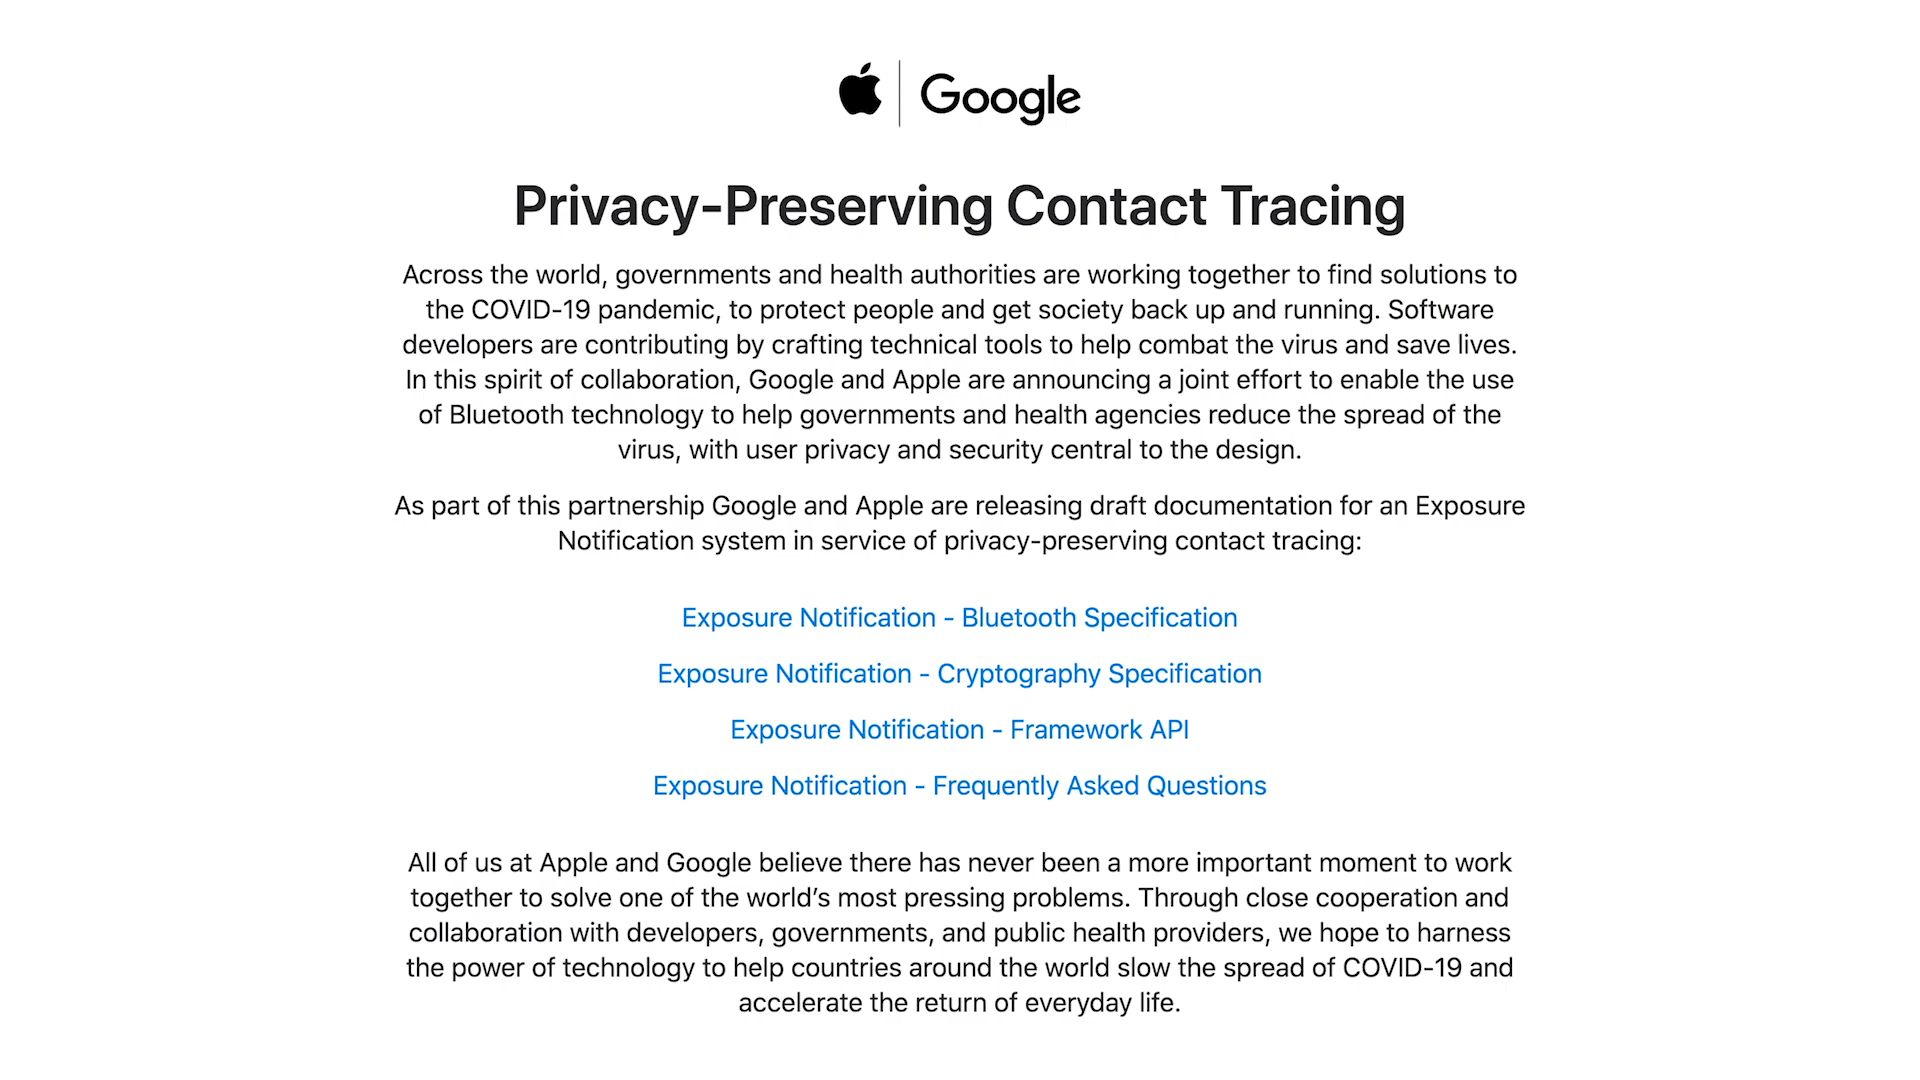 Google
Privacy-Preserving Contact Tracing
Across the world, governments and health authorities are working together to find solutions to
the COVID-19 pandemic, to protect people and get society back up and running. Software
developers are contributing by crafting technical tools to help combat the virus and save lives.
In this spirit of collaboration, Google and Apple are announcing a joint effort to enable the use
of Bluetooth technology to help governments and health agencies reduce the spread of the
virus, with user privacy and security central to the design.
As part of this partnership Google and Apple are releasing draft documentation for an Exposure
Notification system in service of privacy-preserving contact tracing:
Exposure Notification - Bluetooth Specification
Exposure Notification - Cryptography Specification
Exposure Notification - Framework API
Exposure Notification - Frequently Asked Questions
All of us at Apple and Google believe there has never been a more important moment to work
together to solve one of the world’s most pressing problems. Through close cooperation and
collaboration with developers, governments, and public health providers, we hope to harness
the power of technology to help countries around the world slow the spread of COVID-19 and
accelerate the return of everyday life.